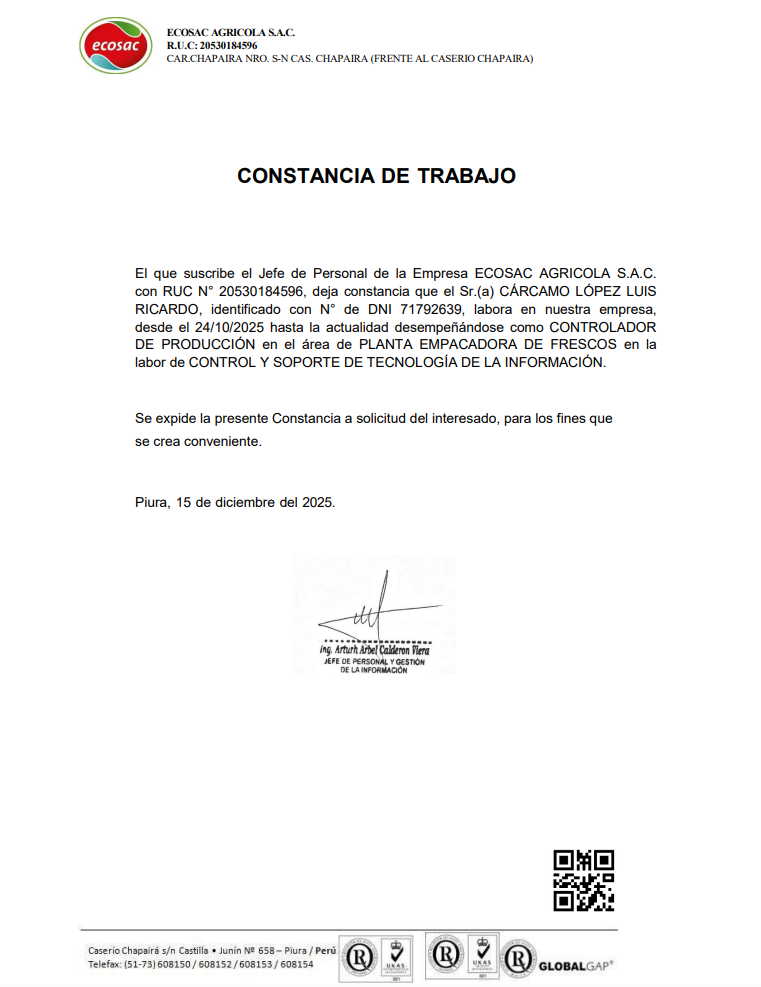 ecosac
ECOSAC AGRICOLA S.A.C.
R.U.C: 20530184596
CAR.CHAPAIRA NRO. S-N CAS. CHAPAIRA (FRENTE AL CASERIO CHAPAIRA)
CONSTANCIA DE TRABAJO
El que suscribe el Jefe de Personal de la Empresa ECOSAC AGRICOLA S.A.C.
con RUC N° 20530184596, deja constancia que el Sr.(a) CÁRCAMO LÓPEZ LUIS
RICARDO, identificado con N° de DNI 71792639, labora en nuestra empresa,
desde el 24/10/2025 hasta la actualidad desempeñándose como CONTROLADOR
DE PRODUCCIÓN en el área de PLANTA EMPACADORA DE FRESCOS en la
labor de CONTROL Y SOPORTE DE TECNOLOGÍA DE LA INFORMACIÓN.
Se expide la presente Constancia a solicitud del interesado, para los fines que
se crea conveniente.
Piura, 15 de diciembre del 2025.
Ing. Arturh Arbel Calderon Viera
JEFE DE PERSONAL Y GESTIÓN
DE LA INFORMACIÓN
Caserío Chapairá s/n Castilla • Junín Nº 658 – Piura / Perú
Telefax: (51-73) 608150 / 608152 / 608153 / 608154
R
UKAS
001
R
UKAS
001
R
GLOBALGAP®